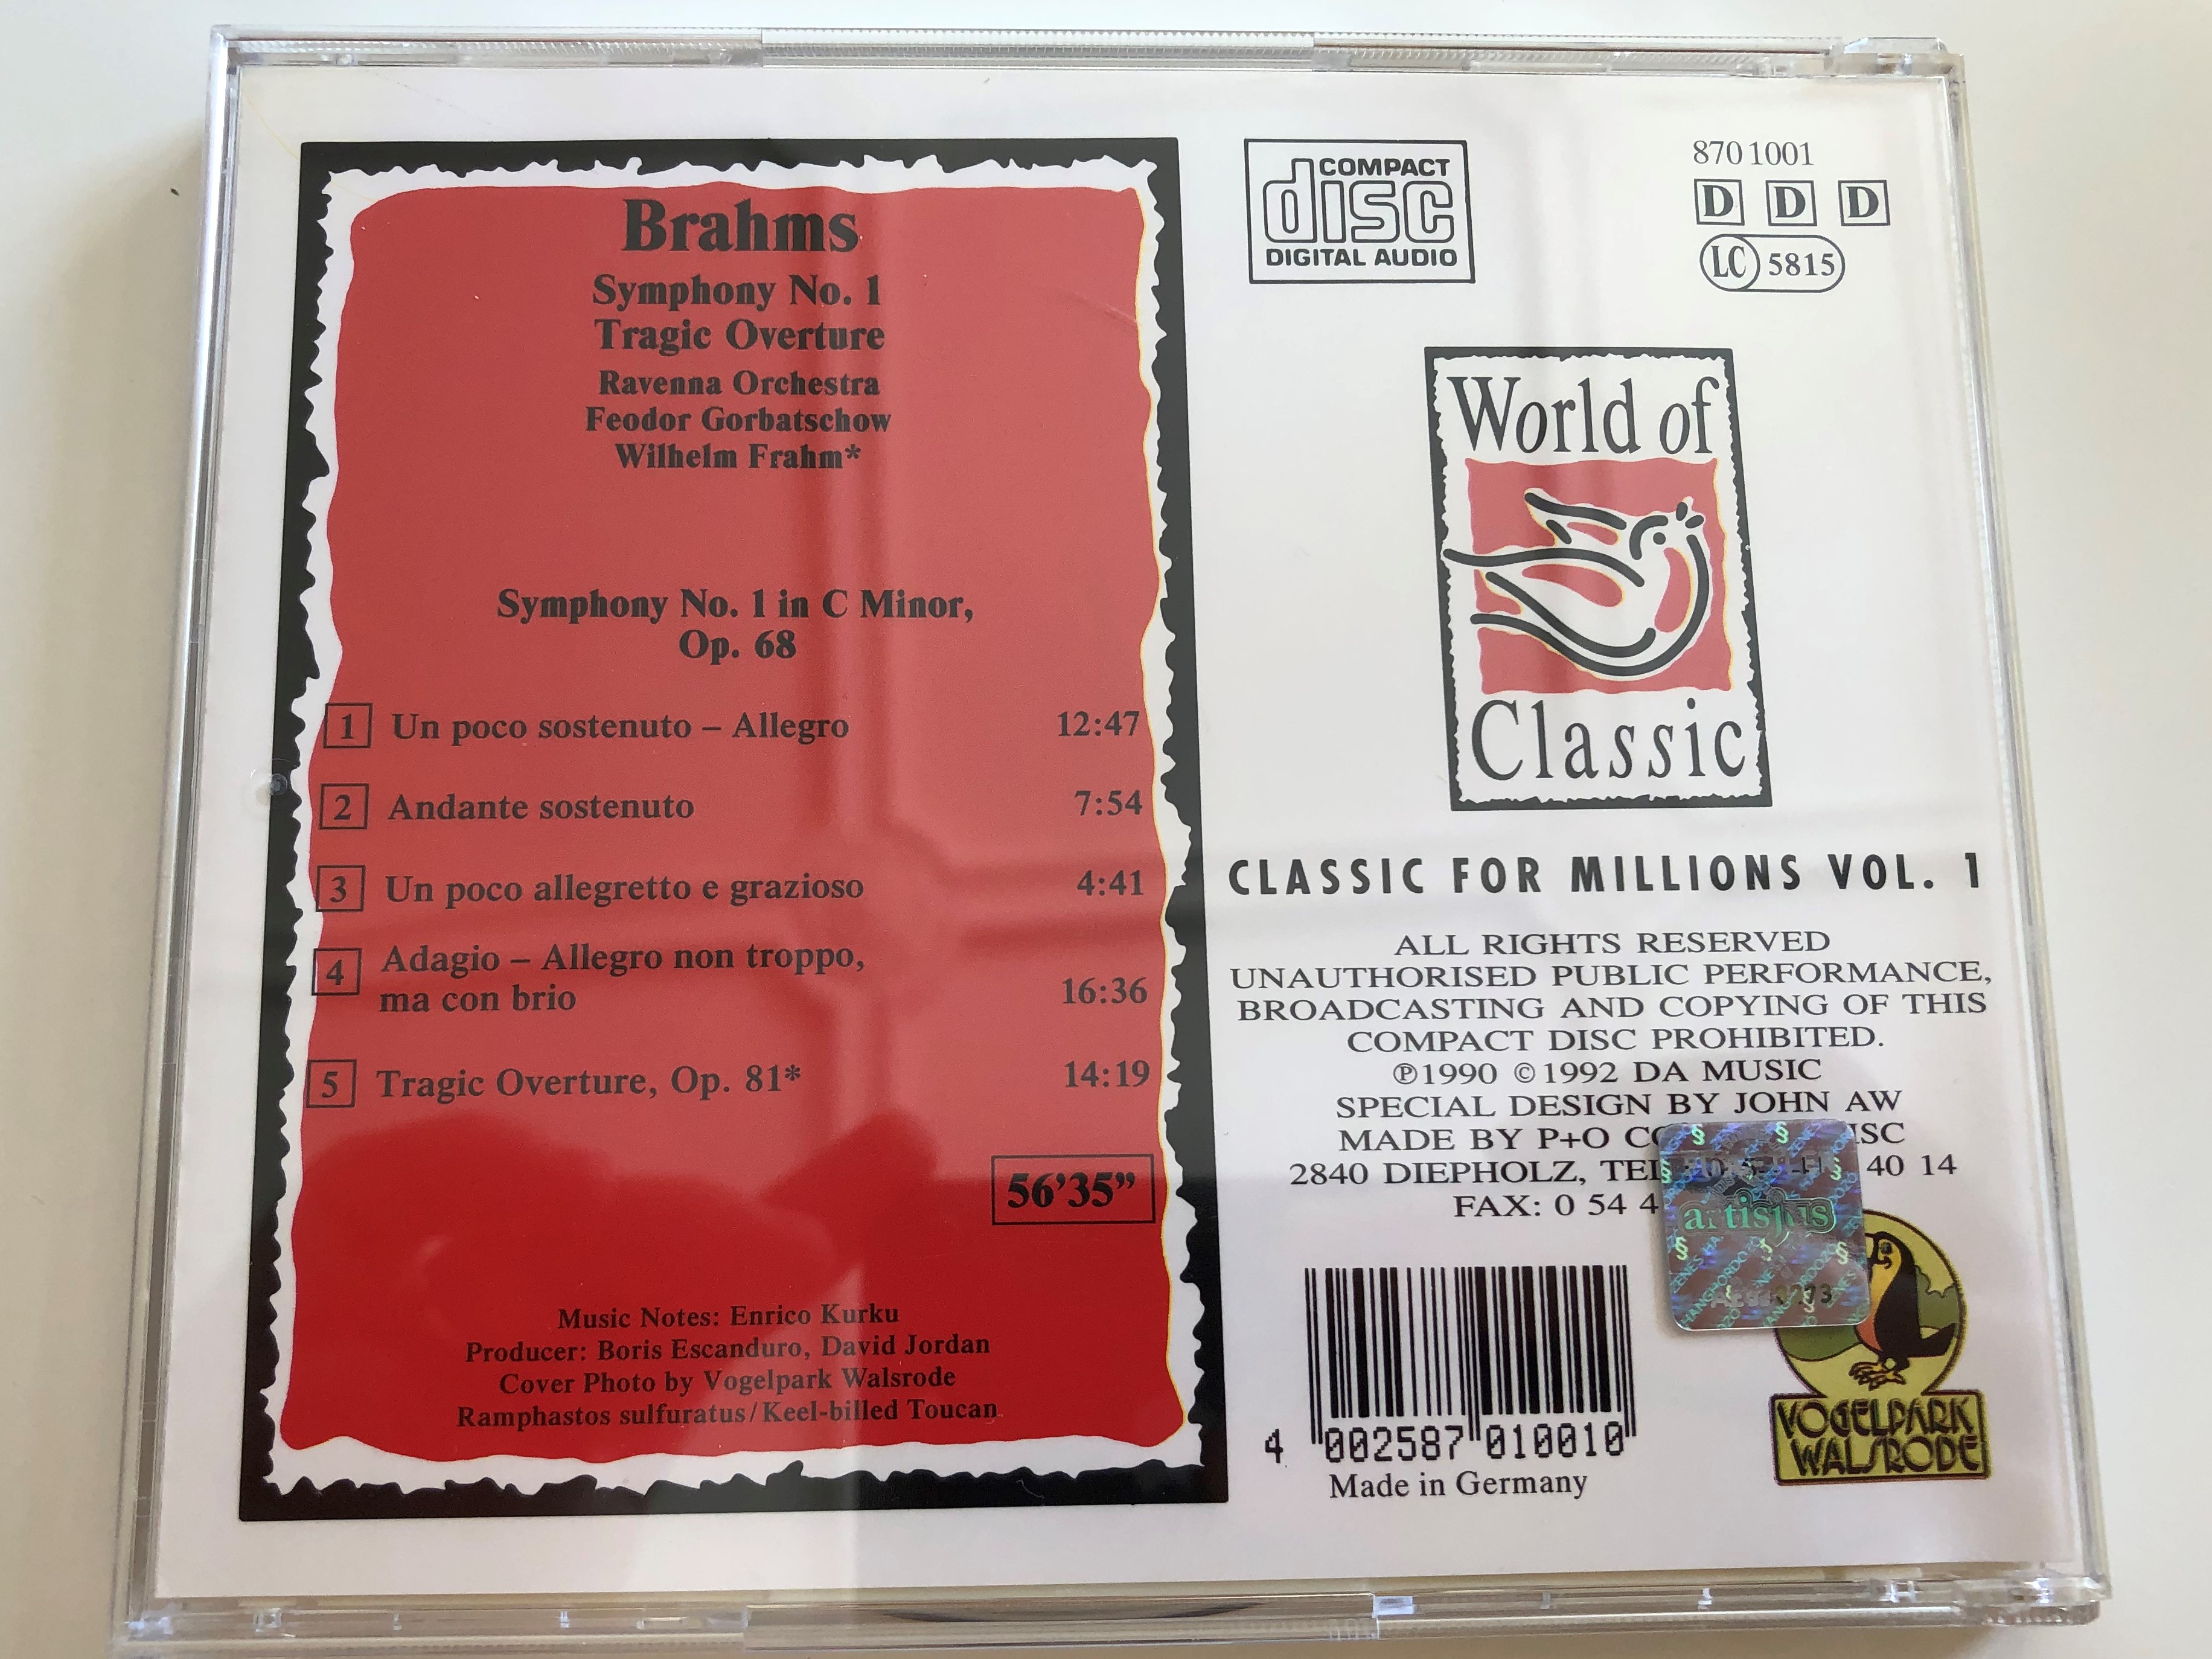 Brahms
Symphony No. 1
Tragic Overture
Ravenna Orchestra
Feodor Gorbatschow
Wilhelm Frahm*
Symphony No. 1 in C Minor,
Op. 68
1 Un poco sostenuto – Allegro 12:47
2 Andante sostenuto 7:54
3 Un poco allegretto e grazioso 4:41
4 Adagio – Allegro non troppo,
ma con brio 16:36
5 Tragic Overture, Op. 81* 14:19
56’35”
Music Notes: Enrico Kurku
Producer: Boris Escanduro, David Jordan
Cover Photo by Vogelpark Walsrode
Ramphastos sulfuratus/Keel-billed Toucan
COMPACT
disc
DIGITAL AUDIO
870 1001
D D D
LC 5815
World of
Classic
CLASSIC FOR MILLIONS VOL. 1
ALL RIGHTS RESERVED
UNAUTHORISED PUBLIC PERFORMANCE,
BROADCASTING AND COPYING OF THIS
COMPACT DISC PROHIBITED.
℗1990 ©1992 DA MUSIC
SPECIAL DESIGN BY JOHN AW
MADE BY P+O
2840 DIEPHOLZ, 40 14
FAX: 0 54 4
artisjus
4 002587 010010
Made in Germany
VOGELPARK
WALSRODE